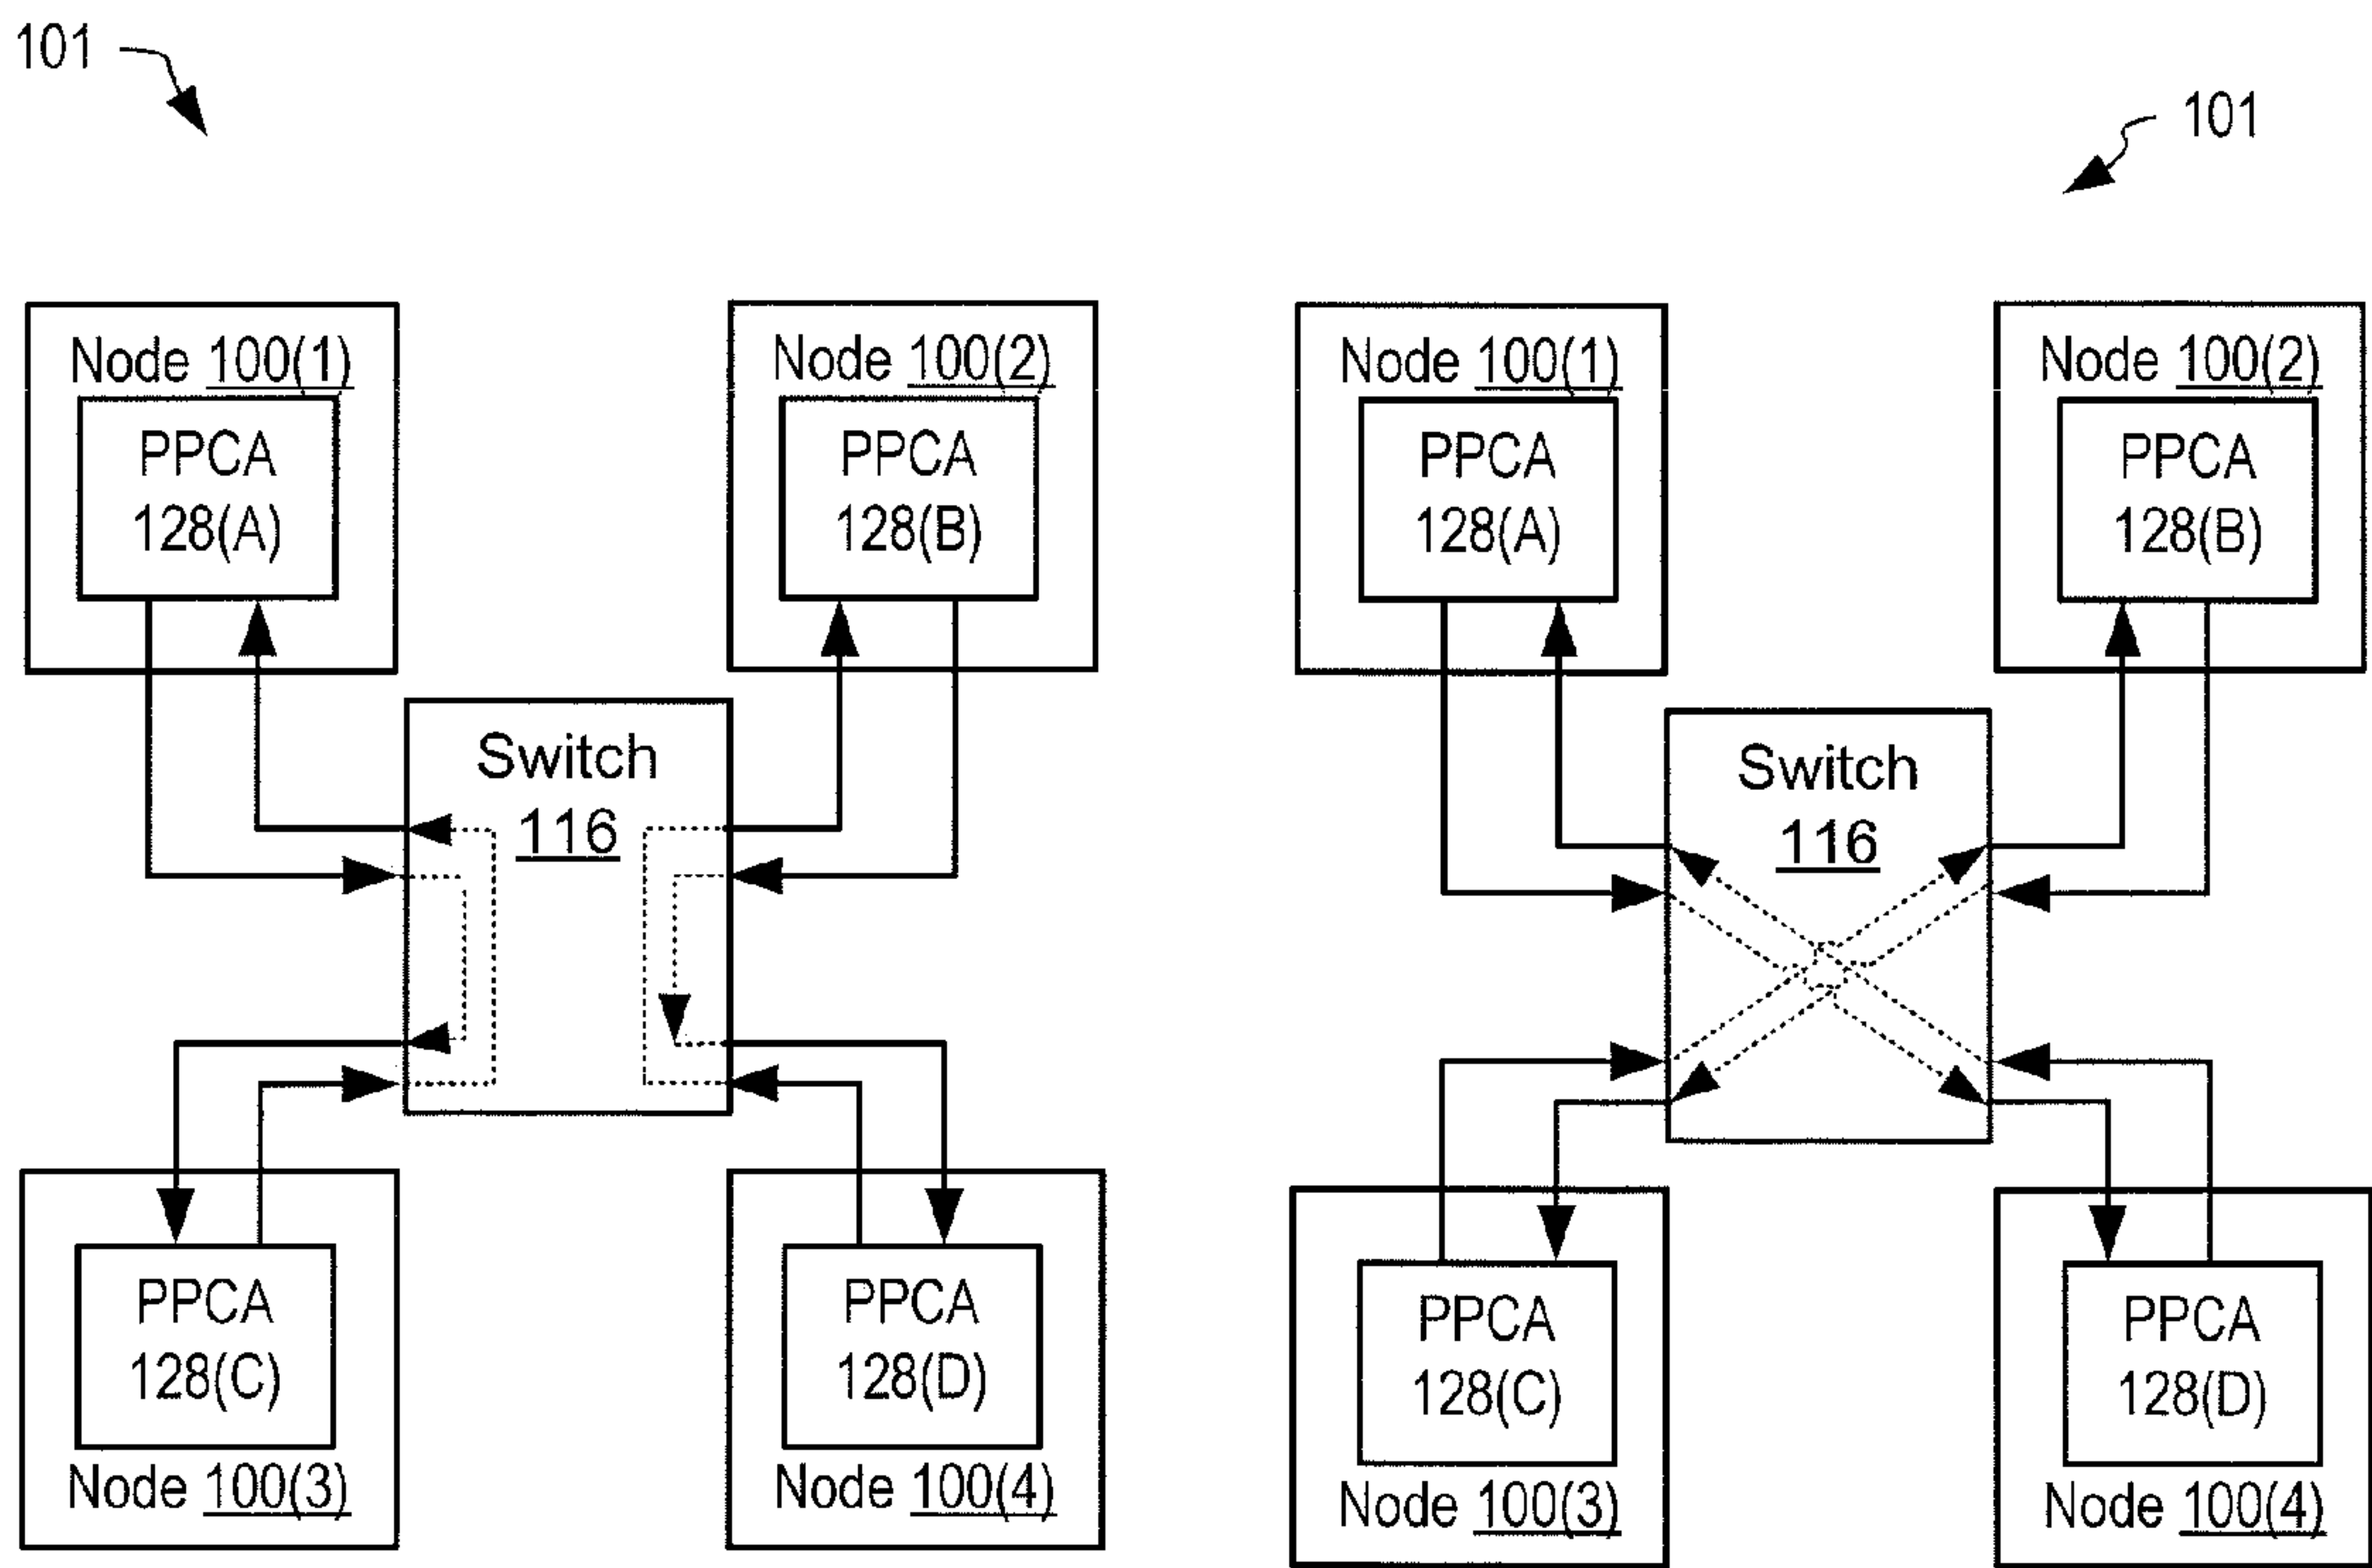 101
101
Node 100(1)
PPCA
128(A)
Node 100(2)
PPCA
128(B)
Switch
116
PPCA
128(C)
Node 100(3)
PPCA
128(D)
Node 100(4)
Node 100(1)
PPCA
128(A)
Node 100(2)
PPCA
128(B)
Switch
116
PPCA
128(C)
Node 100(3)
PPCA
128(D)
Node 100(4)